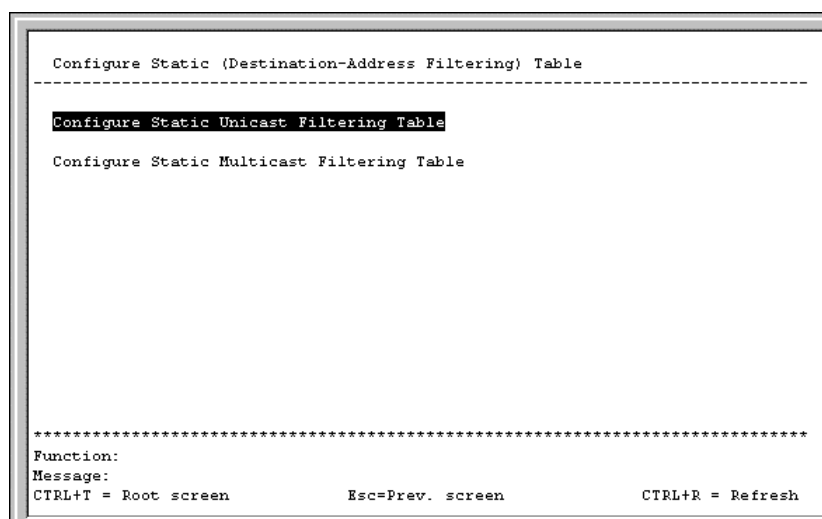 Configure Static (Destination-Address Filtering) Table
-------------------------------------------------------------------------------
Configure Static Unicast Filtering Table
Configure Static Multicast Filtering Table
*******************************************************************************
Function:
Message:
CTRL+T = Root screen Esc=Prev. screen CTRL+R = Refresh